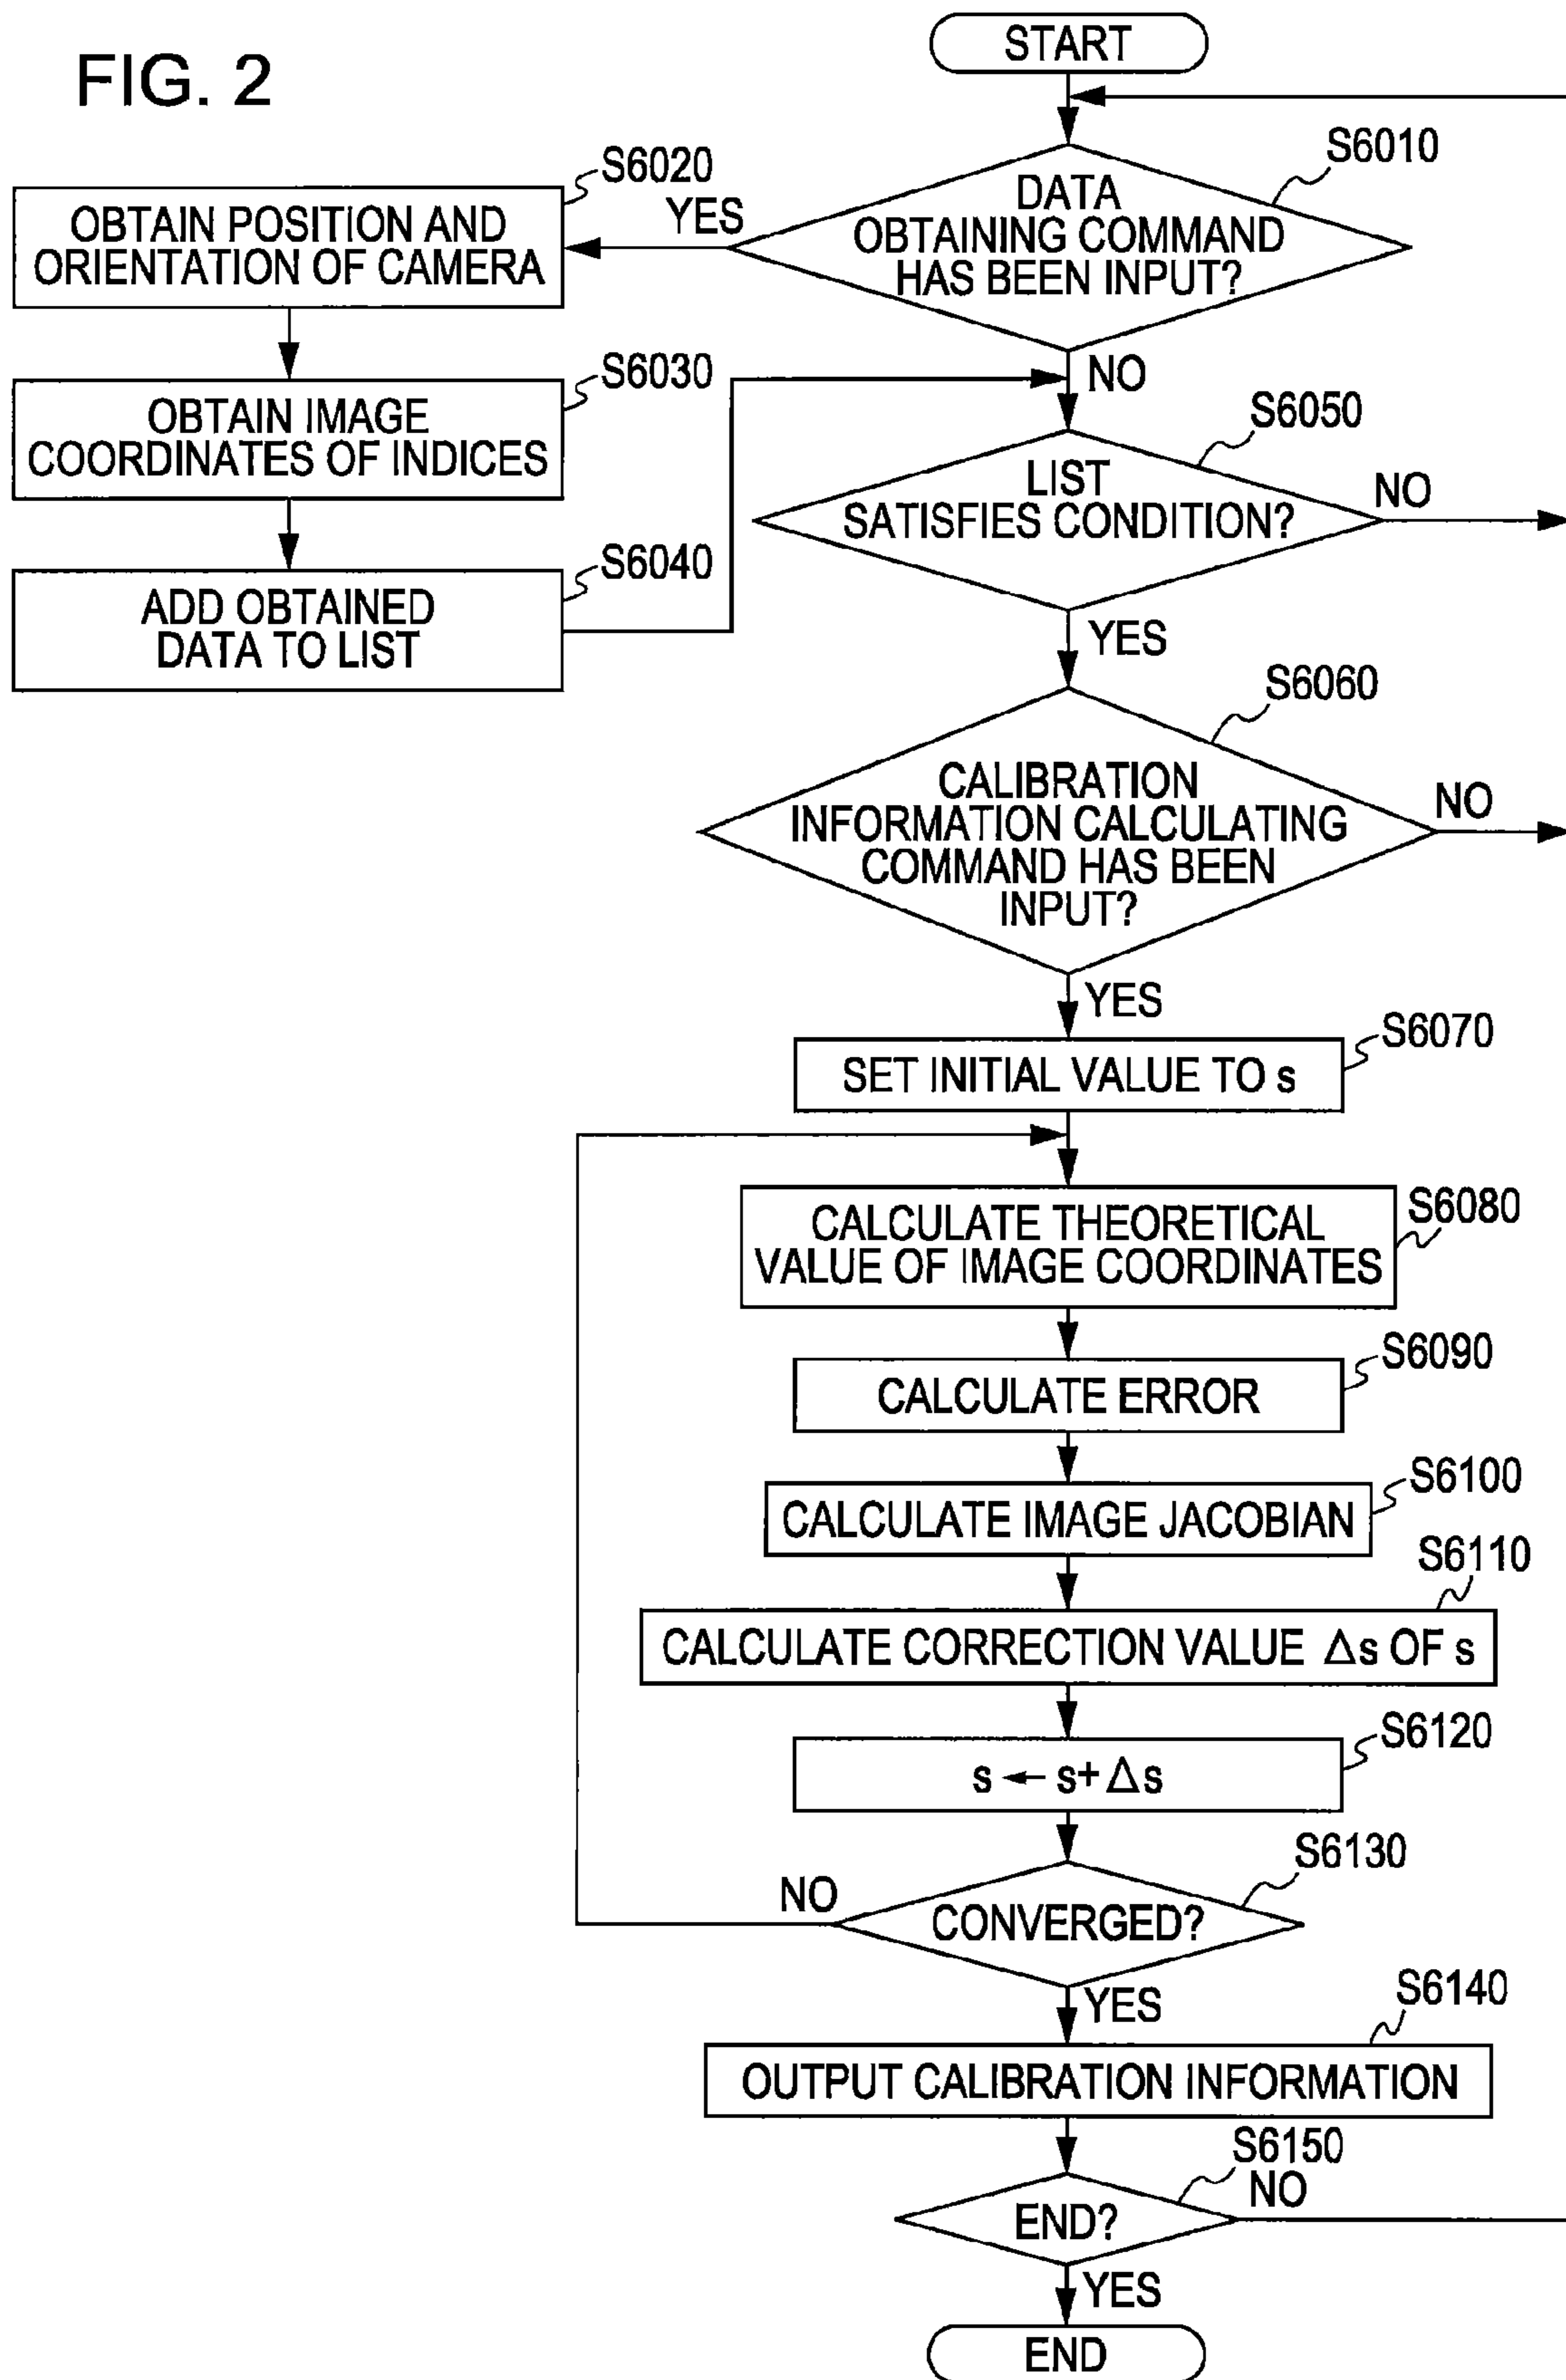 FIG. 2
START
S6010
DATA
OBTAINING COMMAND
HAS BEEN INPUT?
YES
NO
S6020
OBTAIN POSITION AND
ORIENTATION OF CAMERA
S6030
OBTAIN IMAGE
COORDINATES OF INDICES
S6040
ADD OBTAINED
DATA TO LIST
S6050
LIST
SATISFIES CONDITION?
NO
YES
S6060
CALIBRATION
INFORMATION CALCULATING
COMMAND HAS BEEN
INPUT?
NO
YES
S6070
SET INITIAL VALUE TO s
S6080
CALCULATE THEORETICAL
VALUE OF IMAGE COORDINATES
S6090
CALCULATE ERROR
S6100
CALCULATE IMAGE JACOBIAN
S6110
CALCULATE CORRECTION VALUE Δs OF s
S6120
s ← s+ Δs
S6130
NO
CONVERGED?
YES
S6140
OUTPUT CALIBRATION INFORMATION
S6150
NO
END?
YES
END